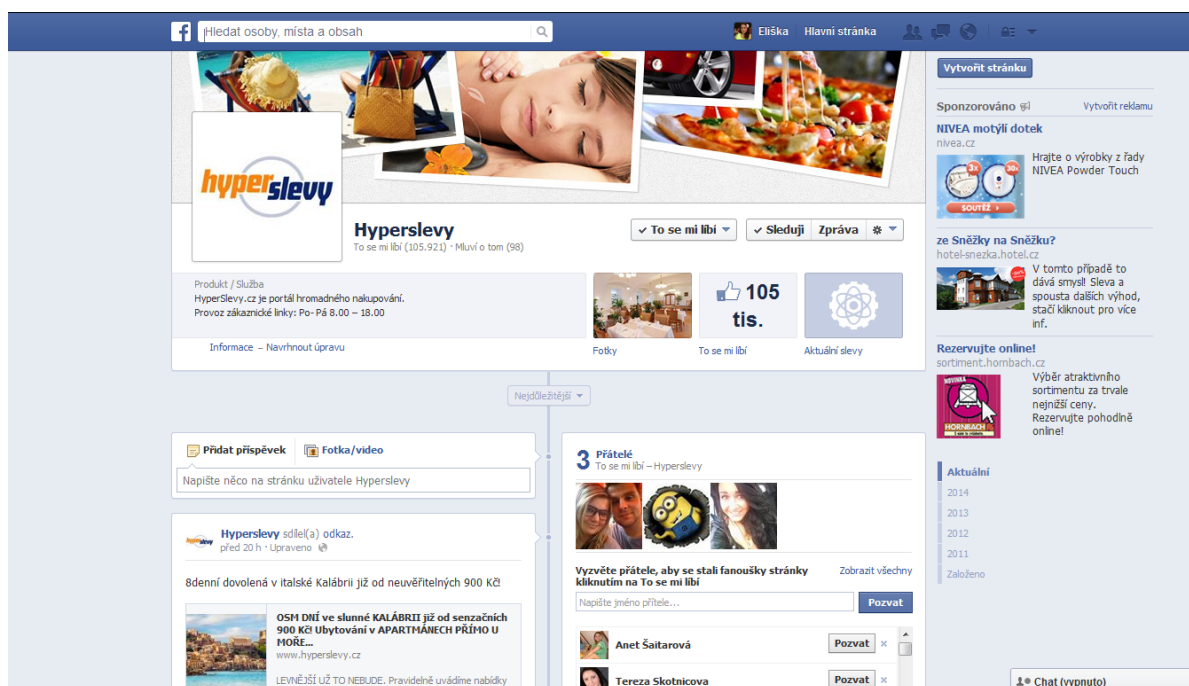 Hledat osoby, místa a obsah
Eliška
Hlavní stránka
hyperslevy
Hyperslevy
To se mi líbí (105.921) · Mluví o tom (98)
✓ To se mi líbí
✓ Sleduji
Zpráva
Produkt / Služba
HyperSlevy.cz je portál hromadného nakupování.
Provoz zákaznické linky: Po- Pá 8.00 – 18.00
Informace – Navrhnout úpravu
Fotky
105
tis.
To se mi líbí
Aktuální slevy
Nejdůležitější
Přidat příspěvek
Fotka/video
Napište něco na stránku uživatele Hyperslevy
Hyperslevy sdílel(a) odkaz.
před 20 h · Upraveno
8denní dovolená v italské Kalábrii již od neuvěřitelných 900 Kč!
OSM DNÍ ve slunné KALÁBRII již od senzačních
900 Kč! Ubytování v APARTMÁNECH PŘÍMO U
MOŘE...
www.hyperslevy.cz
LEVNĚJŠÍ UŽ TO NEBUDE. Pravidelně uvádíme nabídky
3 Přátelé
To se mi líbí – Hyperslevy
Vyzvěte přátele, aby se stali fanoušky stránky
kliknutím na To se mi líbí
Zobrazit všechny
Napište jméno přítele...
Pozvat
Anet Šaitarová
Pozvat
Tereza Skotnicova
Pozvat
Vytvořit stránku
Sponzorováno
Vytvořit reklamu
NIVEA motýlí dotek
nivea.cz
Hrajte o výrobky z řady
NIVEA Powder Touch
3x
30x
SOUTĚŽ
ze Sněžky na Sněžku?
hotel-snezka.hotel.cz
V tomto případě to
dává smysl! Sleva a
spousta dalších výhod,
stačí kliknout pro více
inf.
Rezervujte online!
sortiment.hornbach.cz
Výběr atraktivního
sortimentu za trvale
nejnižší ceny.
Rezervujte pohodlně
online!
NOVINKA
HORNBACH
Aktuální
2014
2013
2012
2011
Založeno
Chat (vypnuto)